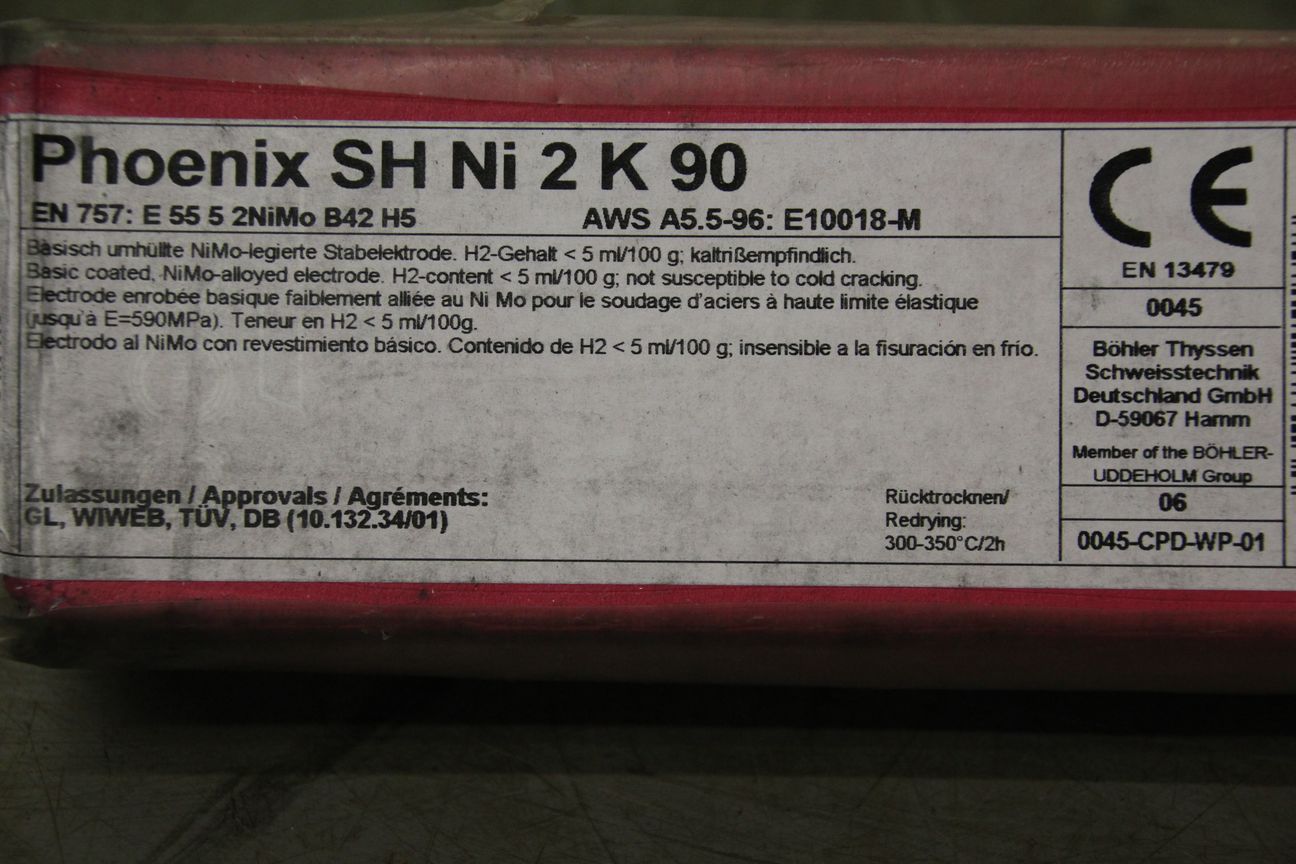 Phoenix SH Ni 2 K 90
EN 757: E 55 5 2NiMo B42 H5 AWS A5.5-96: E10018-M
Basisch umhüllte NiMo-legierte Stabelektrode. H2-Gehalt < 5 ml/100 g; kaltrißempfindlich.
Basic coated, NiMo-alloyed electrode. H2-content < 5 ml/100 g; not susceptible to cold cracking.
Electrode enrobée basique faiblement alliée au Ni Mo pour le soudage d'aciers à haute limite élastique
(jusqu'à E=590MPa). Teneur en H2 < 5 ml/100g.
Electrodo al NiMo con revestimiento básico. Contenido de H2 < 5 ml/100 g; insensible a la fisuración en frío.
Zulassungen / Approvals / Agréments:
GL, WIWEB, TÜV, DB (10.132.34/01)
Rücktrocknen/
Redrying:
300-350°C/2h
CE
EN 13479
0045
Böhler Thyssen
Schweisstechnik
Deutschland GmbH
D-59067 Hamm
Member of the BÖHLER-
UDDEHOLM Group
06
0045-CPD-WP-01